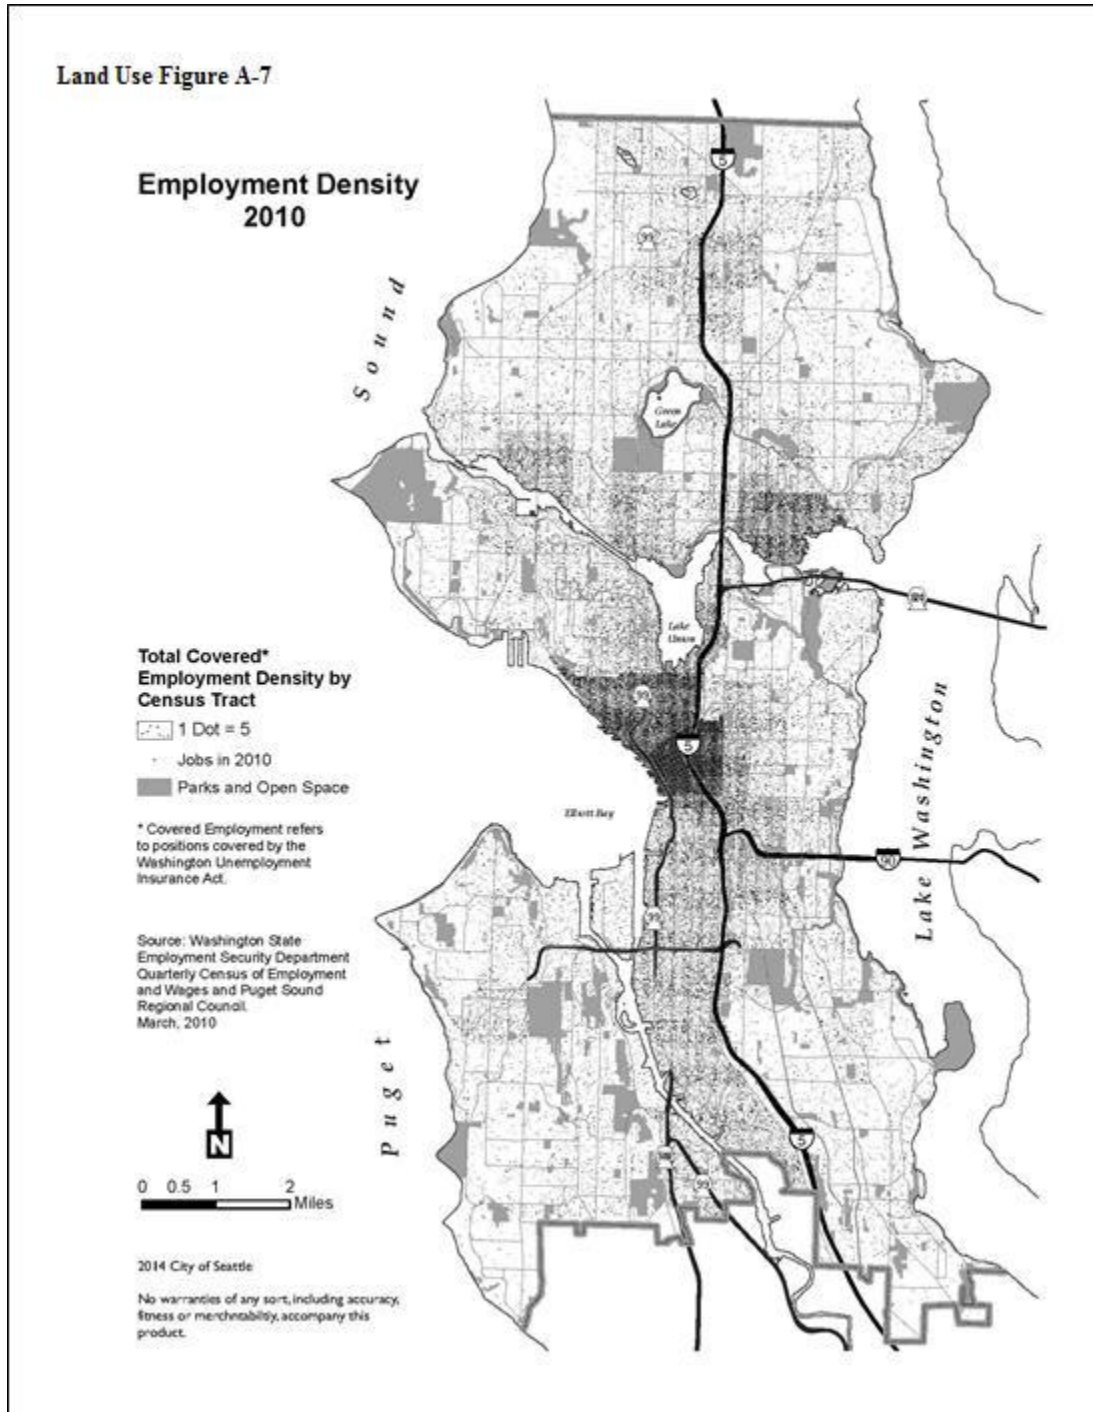 Land Use Figure A-7
Employment Density
2010
5
99
Sound
Green
Lake
Lake
Union
99
5
Total Covered*
Employment Density by
Census Tract
1 Dot = 5
Jobs in 2010
Parks and Open Space
* Covered Employment refers
to positions covered by the
Washington Unemployment
Insurance Act.
Elliott Bay
Lake Washington
90
99
Source: Washington State
Employment Security Department
Quarterly Census of Employment
and Wages and Puget Sound
Regional Council.
March, 2010
Puget
N
5
99
0 0.5 1 2
Miles
2014 City of Seattle
No warranties of any sort, including accuracy,
fitness or merchntability, accompany this
product.